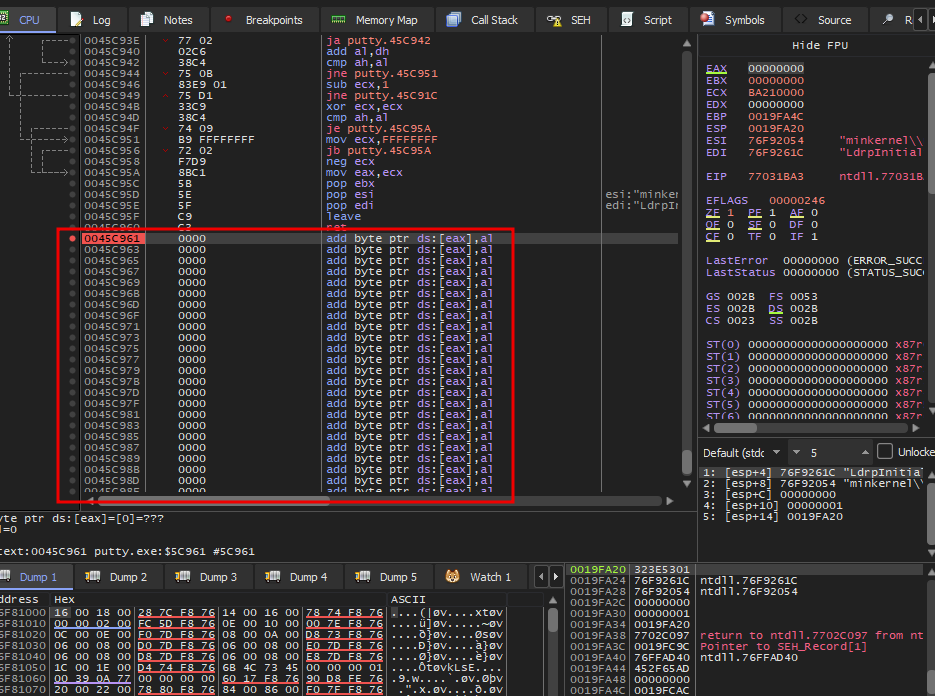 CPU Log Notes Breakpoints Memory Map Call Stack SEH Script Symbols Source R
0045C93E 77 02 ja putty.45C942
0045C940 02C6 add al,dh
0045C942 38C4 cmp ah,al
0045C944 75 0B jne putty.45C951
0045C946 83E9 01 sub ecx,1
0045C949 75 D1 jne putty.45C91C
0045C94B 33C9 xor ecx,ecx
0045C94D 38C4 cmp ah,al
0045C94F 74 09 je putty.45C95A
0045C951 B9 FFFFFFFF mov ecx,FFFFFFFF
0045C956 72 02 jb putty.45C95A
0045C958 F7D9 neg ecx
0045C95A 8BC1 mov eax,ecx
0045C95C 5B pop ebx
0045C95D 5E pop esi esi:"minker
0045C95E 5F pop edi edi:"LdrpI
0045C95F C9 leave
0045C960 C3 ret
0045C961 0000 add byte ptr ds:[eax],al
0045C963 0000 add byte ptr ds:[eax],al
0045C965 0000 add byte ptr ds:[eax],al
0045C967 0000 add byte ptr ds:[eax],al
0045C969 0000 add byte ptr ds:[eax],al
0045C96B 0000 add byte ptr ds:[eax],al
0045C96D 0000 add byte ptr ds:[eax],al
0045C96F 0000 add byte ptr ds:[eax],al
0045C971 0000 add byte ptr ds:[eax],al
0045C973 0000 add byte ptr ds:[eax],al
0045C975 0000 add byte ptr ds:[eax],al
0045C977 0000 add byte ptr ds:[eax],al
0045C979 0000 add byte ptr ds:[eax],al
0045C97B 0000 add byte ptr ds:[eax],al
0045C97D 0000 add byte ptr ds:[eax],al
0045C97F 0000 add byte ptr ds:[eax],al
0045C981 0000 add byte ptr ds:[eax],al
0045C983 0000 add byte ptr ds:[eax],al
0045C985 0000 add byte ptr ds:[eax],al
0045C987 0000 add byte ptr ds:[eax],al
0045C989 0000 add byte ptr ds:[eax],al
0045C98B 0000 add byte ptr ds:[eax],al
0045C98D 0000 add byte ptr ds:[eax],al
0045C98F 0000 add byte ptr ds:[eax],al
Hide FPU
EAX 00000000
EBX 00000000
ECX BA210000
EDX 00000000
EBP 0019FA4C
ESP 0019FA20
ESI 76F92054 "minkernel\\
EDI 76F9261C "LdrpInitial
EIP 77031BA3 ntdll.77031BA
EFLAGS 00000246
ZF 1 PF 1 AF 0
OF 0 SF 0 DF 0
CF 0 TF 0 IF 1
LastError 00000000 (ERROR_SUCC
LastStatus 00000000 (STATUS_SUC
GS 002B FS 0053
ES 002B DS 002B
CS 0023 SS 002B
ST(0) 00000000000000000000 x87r
ST(1) 00000000000000000000 x87r
ST(2) 00000000000000000000 x87r
ST(3) 00000000000000000000 x87r
ST(4) 00000000000000000000 x87r
ST(5) 00000000000000000000 x87r
ST(6) 00000000000000000000 x87r
Default (stdc 5 Unlocke
1: [esp+4] 76F9261C "LdrpInitial
2: [esp+8] 76F92054 "minkernel\\
3: [esp+C] 00000000
4: [esp+10] 00000001
5: [esp+14] 0019FA20
yte ptr ds:[eax]=[0]=???
l=0
text:0045C961 putty.exe:$5C961 #5C961
Dump 1 Dump 2 Dump 3 Dump 4 Dump 5 Watch 1
ddress Hex ASCII
6F81000 16 00 18 00 28 7C F8 76 14 00 16 00 78 74 F8 76 ....(|øv....xtøv
6F81010 00 00 02 00 FC 5D F8 76 0E 00 10 00 00 7E F8 76 ....ü]øv.....~øv
6F81020 0C 00 0E 00 F0 7D F8 76 08 00 0A 00 D8 73 F8 76 ....ð}øv....Øsøv
6F81030 06 00 08 00 D0 7D F8 76 06 00 08 00 E0 7D F8 76 ....Ð}øv....à}øv
6F81040 06 00 08 00 D8 7D F8 76 06 00 08 00 E8 7D F8 76 ....Ø}øv....è}øv
6F81050 1C 00 1E 00 D4 74 F8 76 6B 4C 73 45 00 00 00 01 ....ÔtøvkLsE....
6F81060 00 39 0A 77 00 00 00 00 60 17 F8 76 90 D8 FE 76 .9.w....`.øv.Øþv
6F81070 20 00 22 00 78 80 F8 76 84 00 86 00 F0 7F F8 76 .".x.øv....ð.øv
0019FA20 323E5301
0019FA24 76F9261C ntdll.76F9261C
0019FA28 76F92054 ntdll.76F92054
0019FA2C 00000000
0019FA30 00000001
0019FA34 0019FA20
0019FA38 7702C097 return to ntdll.7702C097 from nt
0019FA3C 0019FC9C Pointer to SEH_Record[1]
0019FA40 76FFAD40 ntdll.76FFAD40
0019FA44 452F65AD
0019FA48 00000000
0019FA4C 0019FCAC